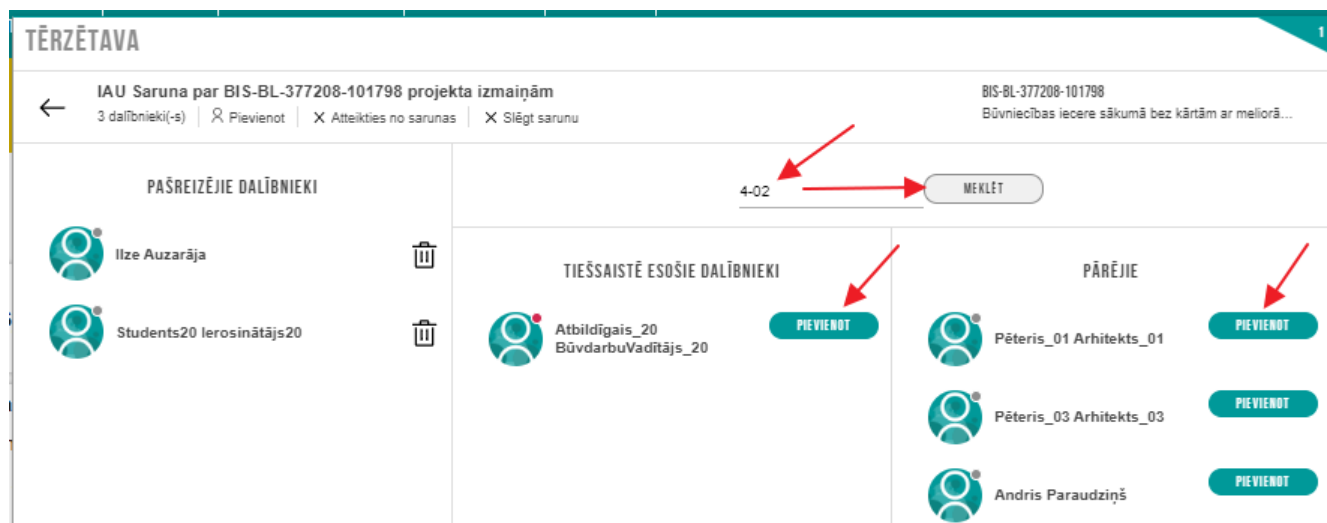 TĒRZĒTAVA
1
IAU Saruna par BIS-BL-377208-101798 projekta izmaiņām
3 dalībnieki(-s) Pievienot X Atteikties no sarunas X Slēgt sarunu
BIS-BL-377208-101798
Būvniecības iecere sākumā bez kārtām ar meliorā...
PAŠREIZĒJIE DALĪBNIEKI
Ilze Auzarāja
Students20 Ierosinātājs20
4-02
MEKLĒT
TIEŠSAISTĒ ESOŠIE DALĪBNIEKI
Atbildīgais_20
BūvdarbuVadītājs_20
PIEVIENOT
PĀRĒJIE
Pēteris_01 Arhitekts_01
PIEVIENOT
Pēteris_03 Arhitekts_03
PIEVIENOT
Andris Paraudziņš
PIEVIENOT